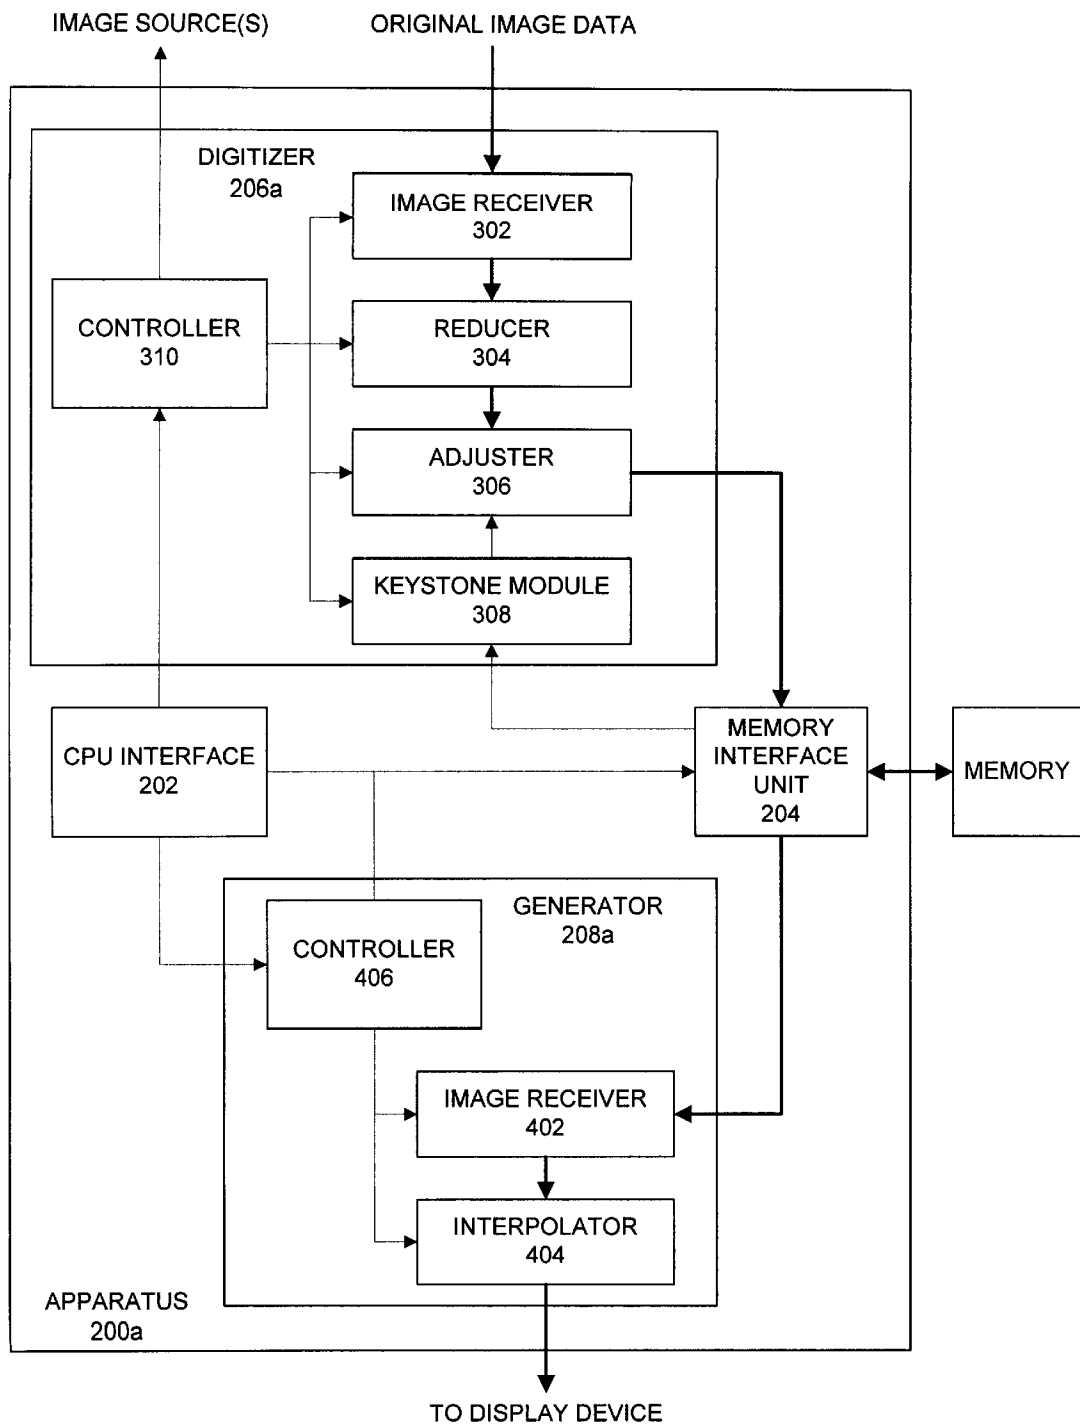 IMAGE SOURCE(S)
ORIGINAL IMAGE DATA
DIGITIZER
206a
IMAGE RECEIVER
302
CONTROLLER
310
REDUCER
304
ADJUSTER
306
KEYSTONE MODULE
308
CPU INTERFACE
202
MEMORY
INTERFACE
UNIT
204
MEMORY
GENERATOR
208a
CONTROLLER
406
IMAGE RECEIVER
402
INTERPOLATOR
404
APPARATUS
200a
TO DISPLAY DEVICE